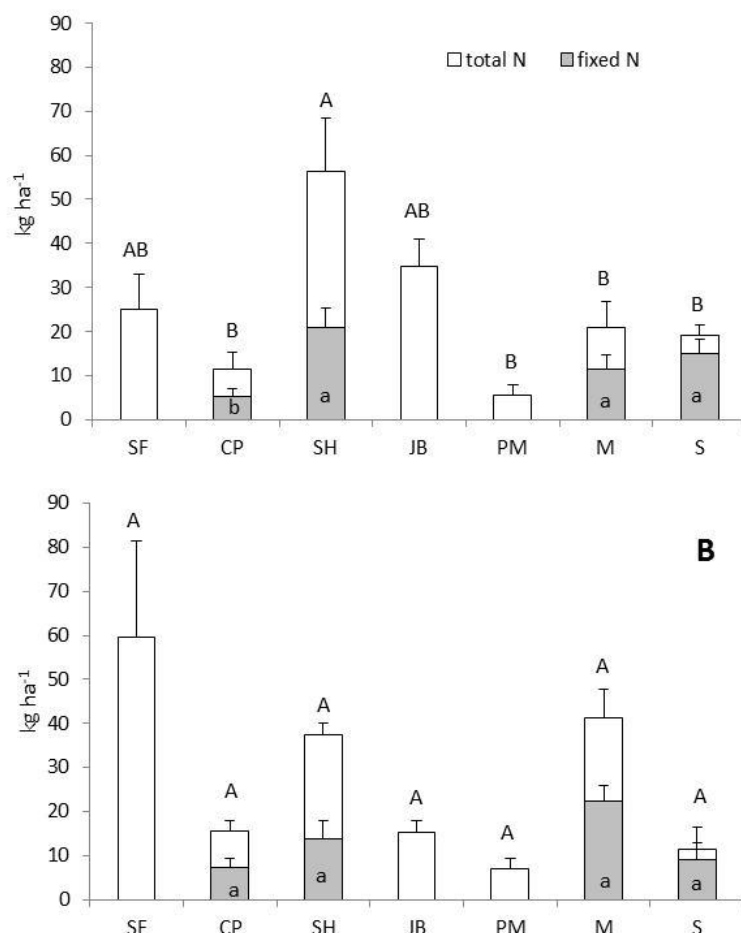 90
80
70
60
50
40
30
20
10
0
kg ha⁻¹
total N fixed N
AB B A AB B B B
b a a a
SF CP SH JB PM M S
90
80
70
60
50
40
30
20
10
0
kg ha⁻¹
B
A A A A A A A
a a a a
SF CP SH JB PM M S